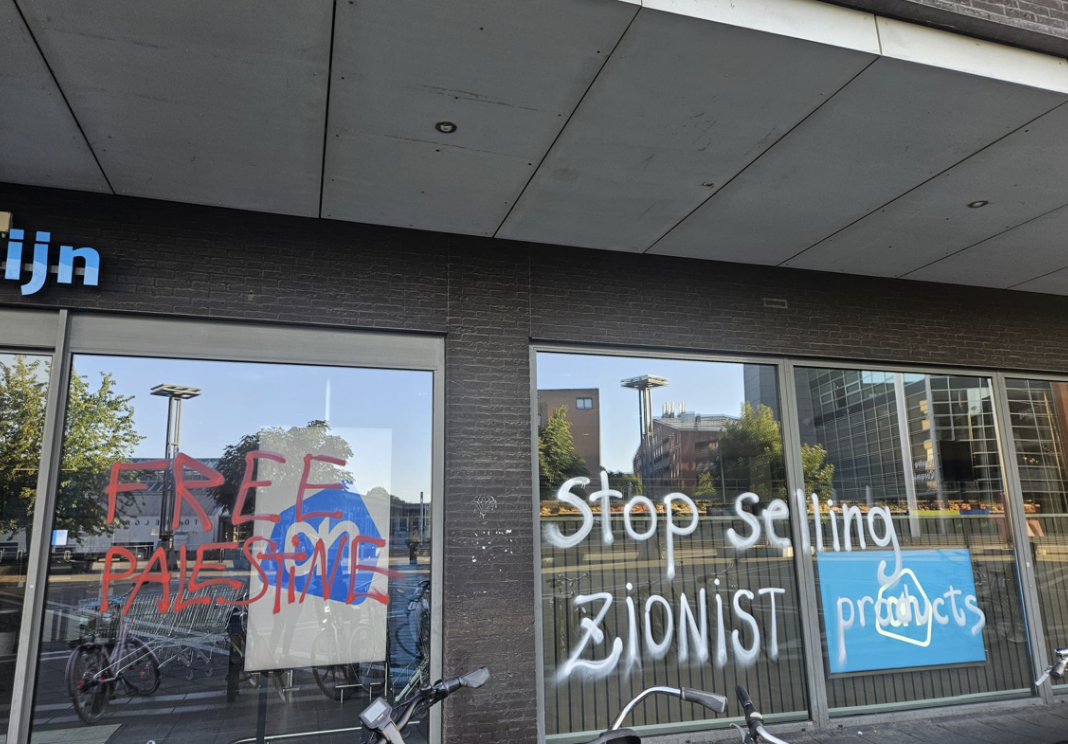 ijn
FREE
PALESTINE
Stop selling
ZIONIST
products